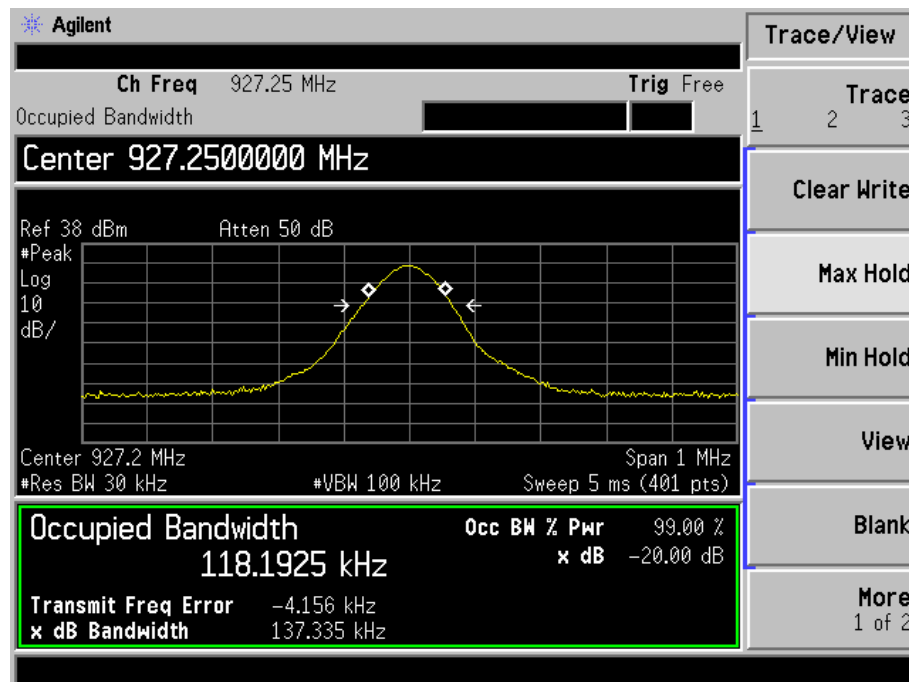 Agilent
Trace/View
Ch Freq 927.25 MHz Trig Free
Occupied Bandwidth
Trace
1 2 3
Center 927.2500000 MHz
Clear Write
Ref 38 dBm Atten 50 dB
#Peak
Log
10
dB/
Max Hold
Min Hold
View
Center 927.2 MHz Span 1 MHz
#Res BW 30 kHz #VBW 100 kHz Sweep 5 ms (401 pts)
Occupied Bandwidth Occ BW % Pwr 99.00 %
118.1925 kHz x dB -20.00 dB
Blank
Transmit Freq Error -4.156 kHz
x dB Bandwidth 137.335 kHz
More
1 of 2